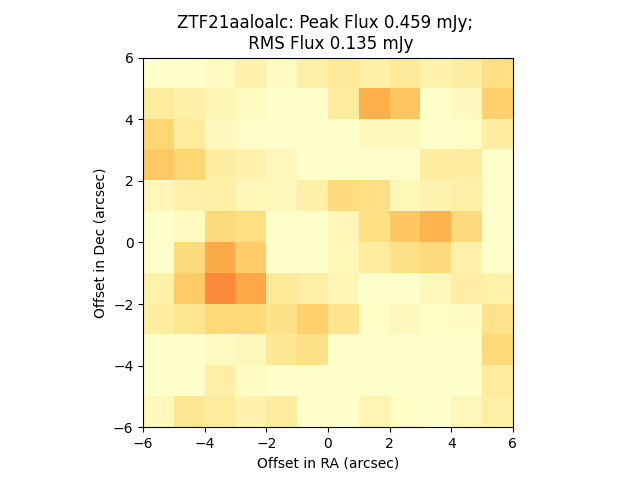 ZTF21aaloalc: Peak Flux 0.459 mJy;
RMS Flux 0.135 mJy
6
4
2
0
−2
−4
−6
Offset in Dec (arcsec)
−6 −4 −2 0 2 4 6
Offset in RA (arcsec)